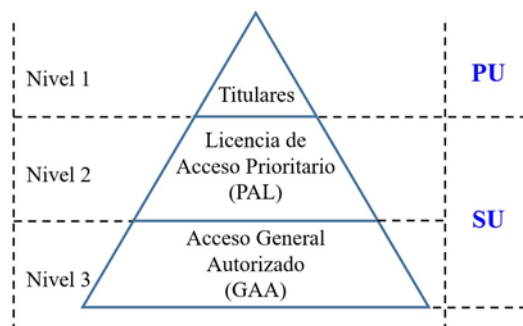 Nivel 1
Titulares
PU
Nivel 2
Licencia de
Acceso Prioritario
(PAL)
SU
Nivel 3
Acceso General
Autorizado
(GAA)